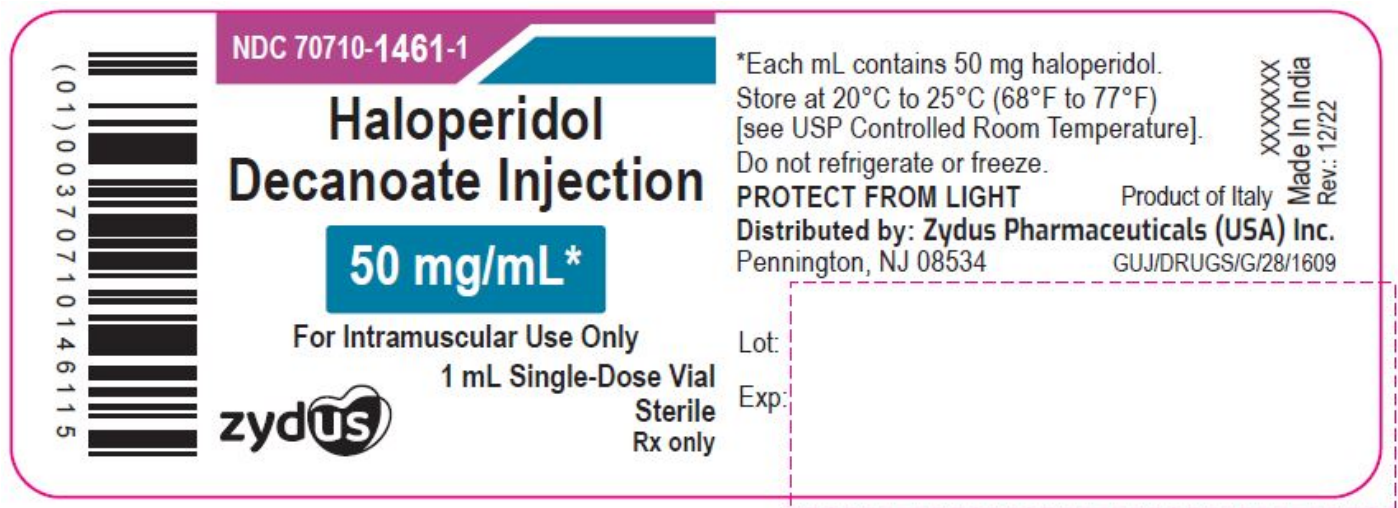 (01)00370710146115
NDC 70710-1461-1
Haloperidol
Decanoate Injection
50 mg/mL*
For Intramuscular Use Only
1 mL Single-Dose Vial
Sterile
Rx only
zydus
*Each mL contains 50 mg haloperidol.
Store at 20°C to 25°C (68°F to 77°F)
[see USP Controlled Room Temperature].
Do not refrigerate or freeze.
PROTECT FROM LIGHT
Product of Italy
Distributed by: Zydus Pharmaceuticals (USA) Inc.
Pennington, NJ 08534
GUJ/DRUGS/G/28/1609
XXXXXXX
Made In India
Rev.: 12/22
Lot:
Exp: